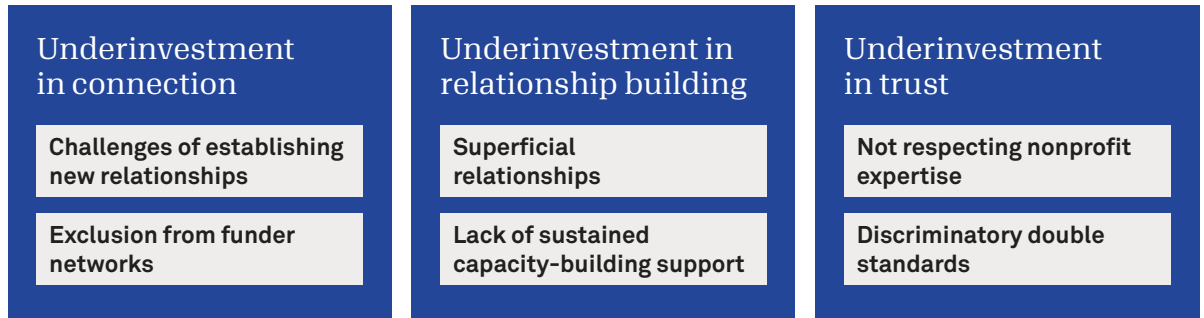 Underinvestment
in connection
Challenges of establishing
new relationships
Exclusion from funder
networks
Underinvestment in
relationship building
Superficial
relationships
Lack of sustained
capacity-building support
Underinvestment
in trust
Not respecting nonprofit
expertise
Discriminatory double
standards